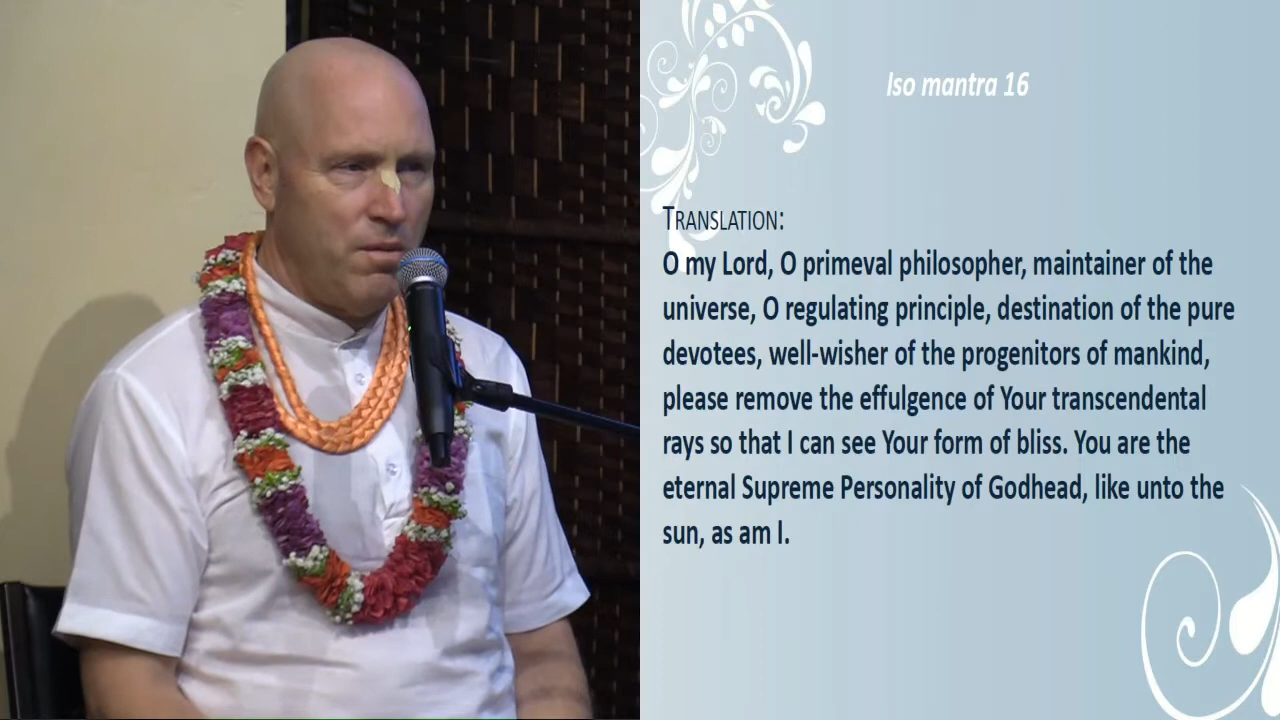 Iso mantra 16
TRANSLATION:
O my Lord, O primeval philosopher, maintainer of the
universe, O regulating principle, destination of the pure
devotees, well-wisher of the progenitors of mankind,
please remove the effulgence of Your transcendental
rays so that I can see Your form of bliss. You are the
eternal Supreme Personality of Godhead, like unto the
sun, as am I.